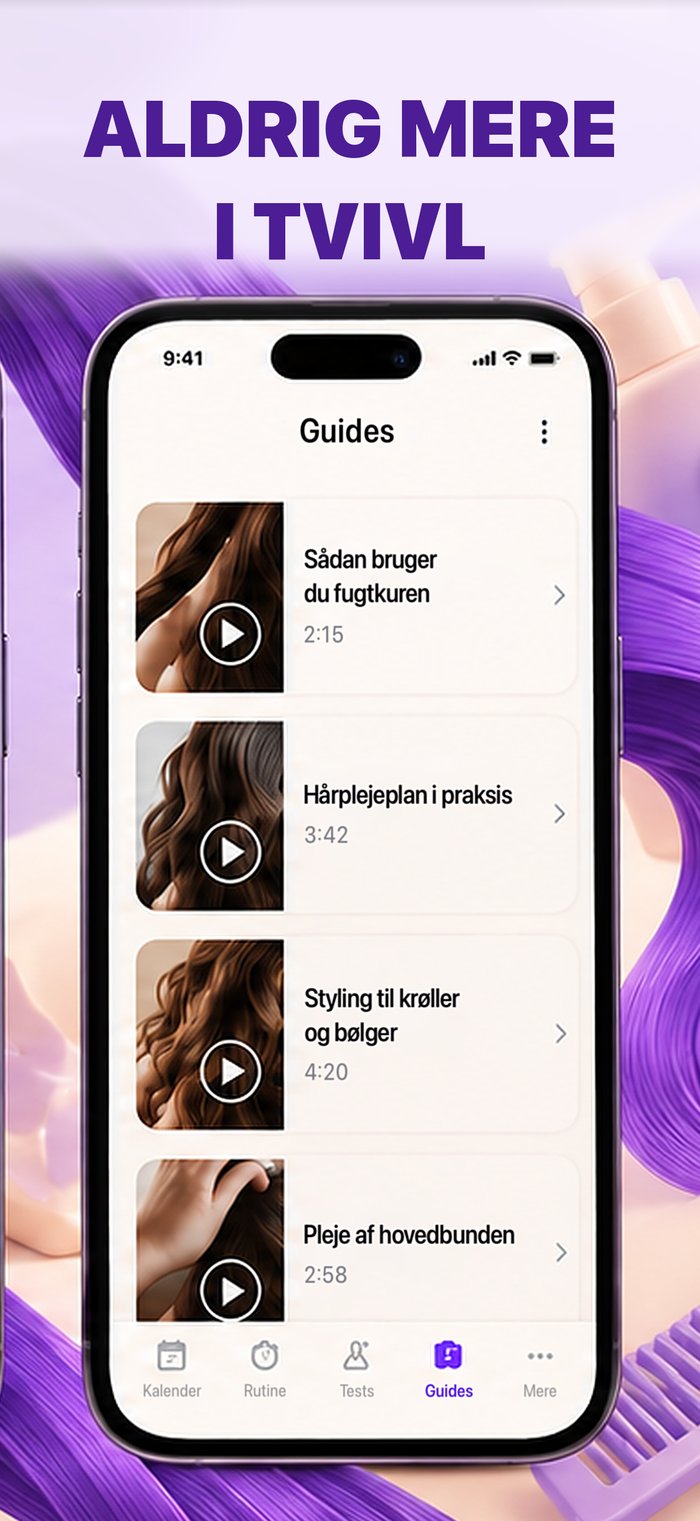 ALDRIG MERE
I TVIVL
9:41
Guides
Sådan bruger
du fugtkuren
2:15
Hårplejeplan i praksis
3:42
Styling til krøller
og bølger
4:20
Pleje af hovedbunden
2:58
Kalender
Rutine
Tests
Guides
Mere